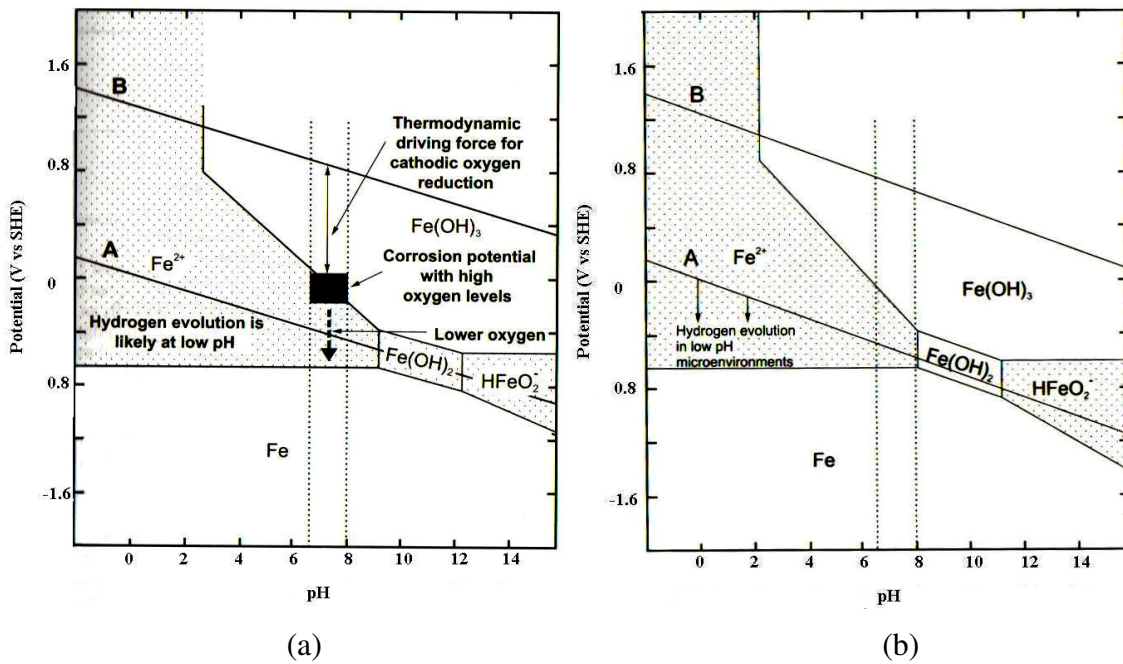 1.6
0.8
0
0.8
-1.6
Potential (V vs SHE)
B
A
Fe²⁺
Thermodynamic
driving force for
cathodic oxygen
reduction
Fe(OH)₃
Corrosion potential
with high
oxygen levels
Hydrogen evolution is
likely at low pH
Lower oxygen
Fe(OH)₂
HFeO₂⁻
Fe
0 2 4 6 8 10 12 14
pH
(a)
1.6
0.8
0
0.8
-1.6
Potential (V vs SHE)
B
A
Fe²⁺
Fe(OH)₃
Hydrogen evolution
in low pH
microenvironments
Fe(OH)₂
HFeO₂⁻
Fe
0 2 4 6 8 10 12 14
pH
(b)